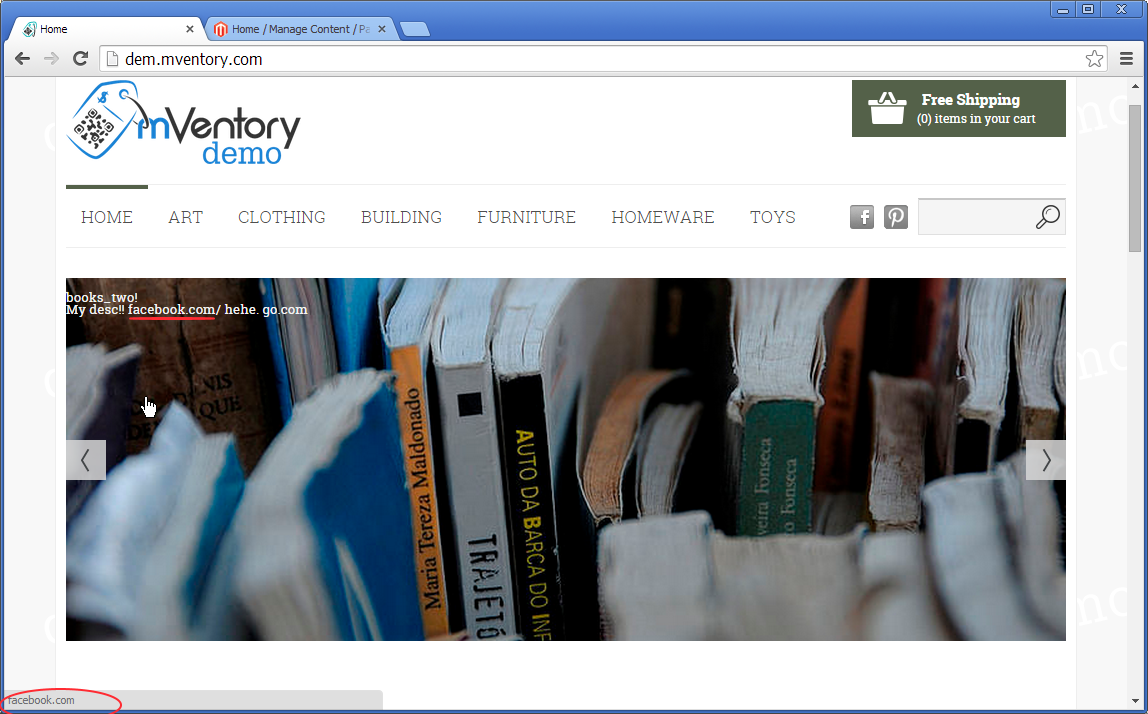 Home
Home / Manage Content / Pa
dem.mventory.com
mVentory
demo
Free Shipping
(0) items in your cart
HOME ART CLOTHING BUILDING FURNITURE HOMEWARE TOYS
books_two!
My desc!! facebook.com/ hehe. go.com
Maria Tereza Maldonado
TRAJETÓ
AUTO DA BARCA DO INF
veira Fonseca
o Fonseca
facebook.com